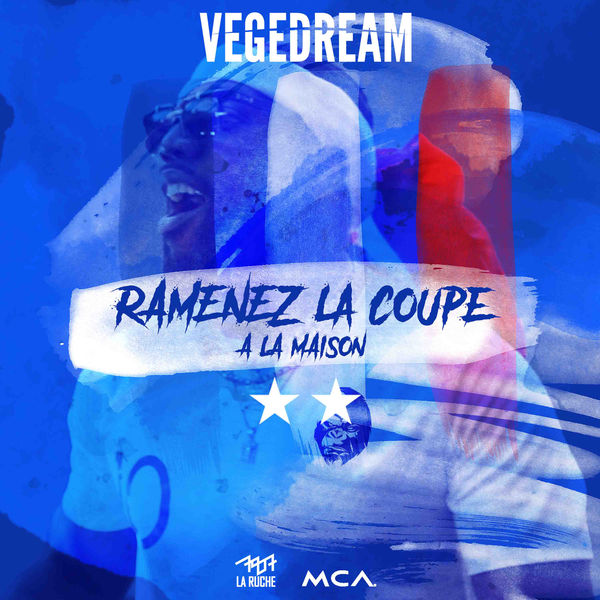 VEGEDREAM
RAMENEZ LA COUPE
A LA MAISON
LA RUCHE
MCA.